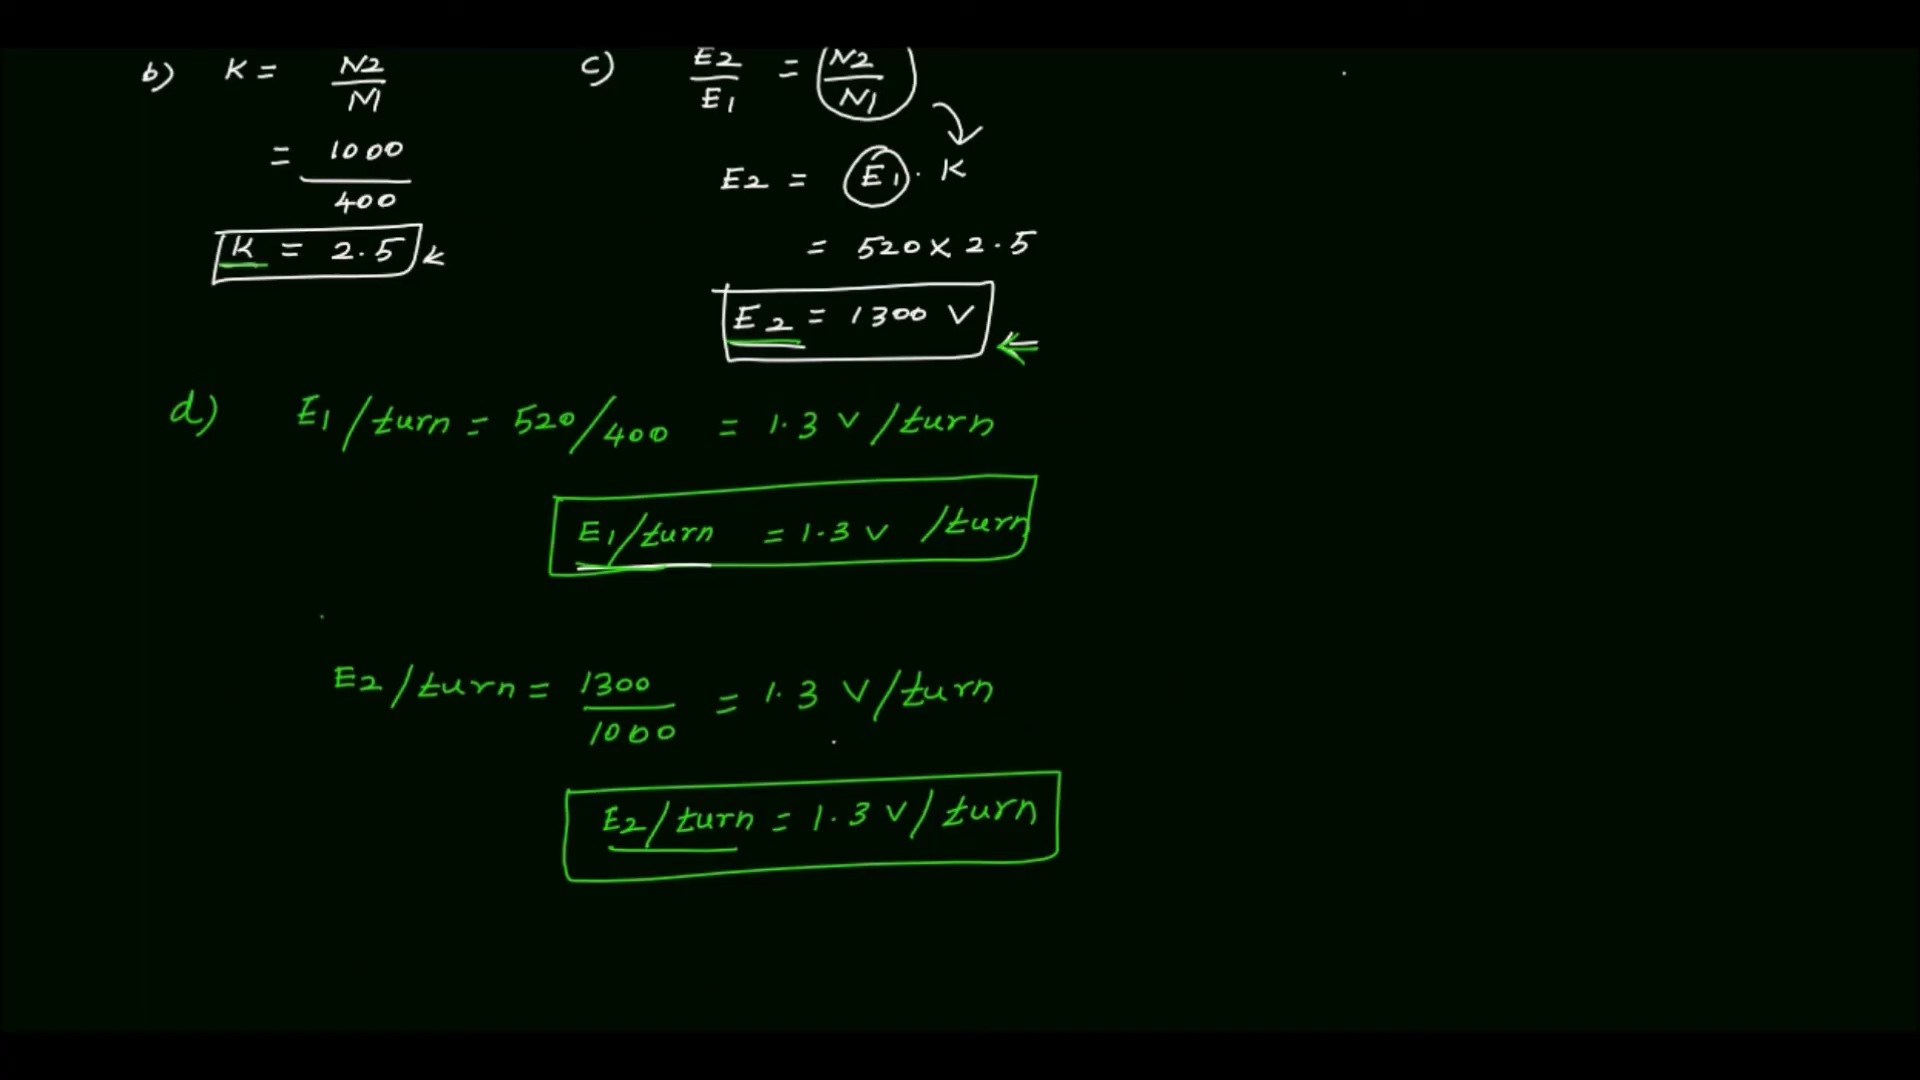 b) K = N2
N1
= 1000
400
K = 2.5
c) E2 = N2
E1 N1
E2 = E1 . K
= 520 × 2.5
E2 = 1300 V
d) E1 / turn = 520/400 = 1.3 V / turn
E1 / turn = 1.3 V / turn
E2 / turn = 1300 = 1.3 V / turn
1000
E2 / turn = 1.3 V / turn